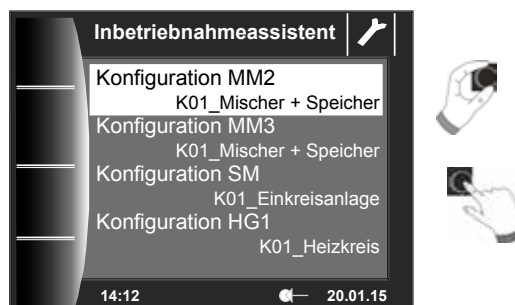 Inbetriebnahmeassistent
Konfiguration MM2
K01_Mischer + Speicher
Konfiguration MM3
K01_Mischer + Speicher
Konfiguration SM
K01_Einkreisanlage
Konfiguration HG1
K01_Heizkreis
14:12 20.01.15